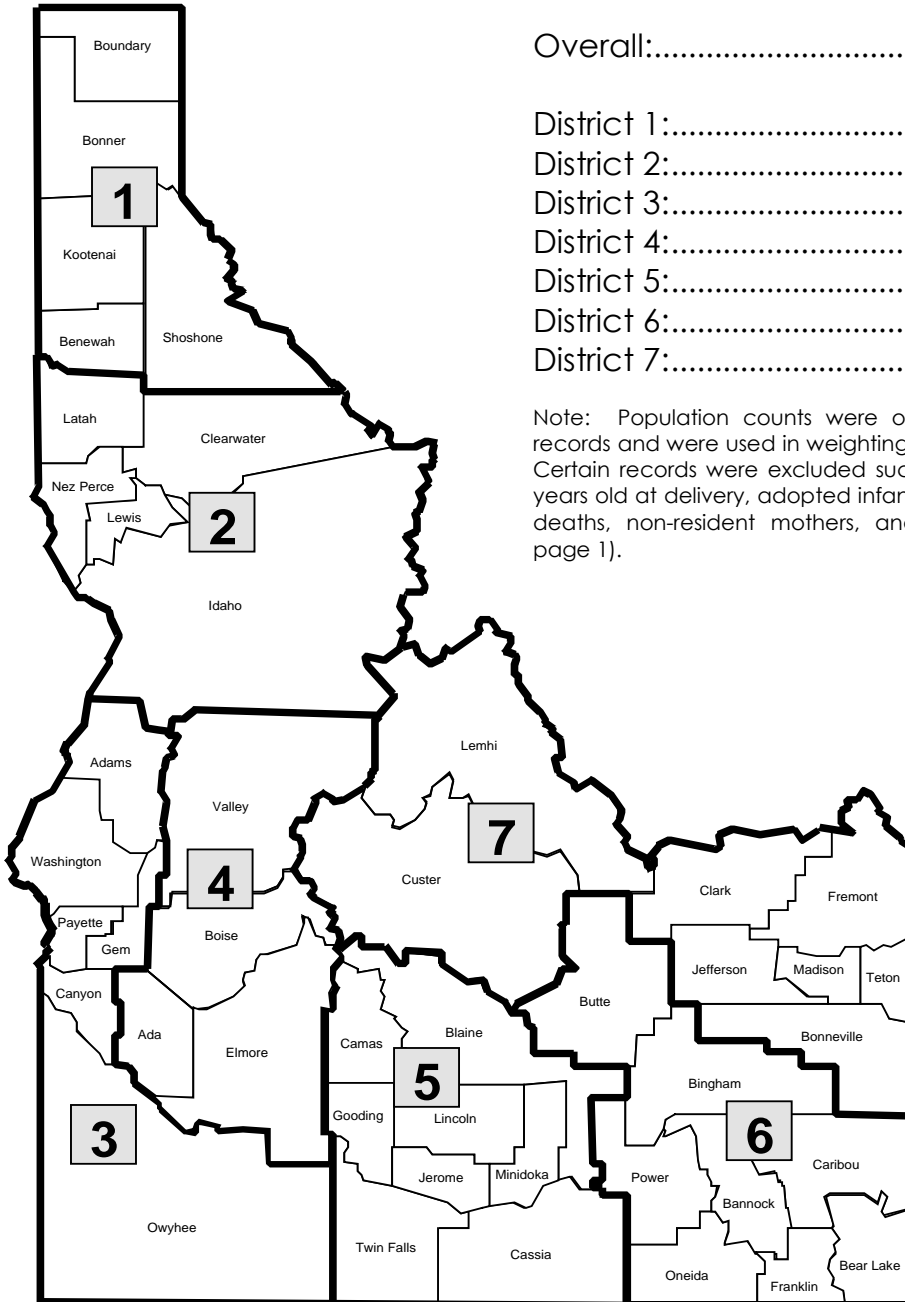 Overall:..............................
District 1:............................
District 2:............................
District 3:............................
District 4:............................
District 5:............................
District 6:............................
District 7:............................
Note: Population counts were
records and were used in weighting
Certain records were excluded
years old at delivery, adopted
deaths, non-resident mothers,
page 1).
Boundary
Bonner
1
Kootenai
Benewah
Shoshone
Latah
Clearwater
Nez Perce
Lewis
2
Idaho
Adams
Lemhi
Valley
7
Washington
4
Custer
Clark
Fremont
Payette
Boise
Gem
Jefferson
Madison
Teton
Canyon
Butte
Ada
Camas
Blaine
Bonneville
Elmore
5
Bingham
Gooding
Lincoln
3
6
Jerome
Minidoka
Power
Caribou
Bannock
Owyhee
Twin Falls
Cassia
Oneida
Franklin
Bear Lake